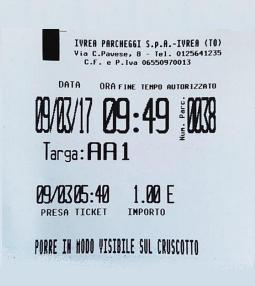 IVREA PARCHEGGI S.p.A.-IVREA (TO)
Via C.Pavese, 8 - Tel. 0125641235
C.F. e P.Iva 06550970013
DATA ORA FINE TEMPO AUTORIZZATO
09/03/17 09:49 Num. Parc. 0038
Targa: AA1
09/03 05:40 1.00 E
PRESA TICKET IMPORTO
PORRE IN MODO VISIBILE SUL CRUSCOTTO